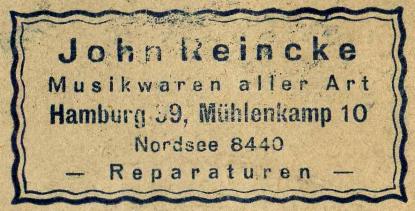 John Reincke
Musikwaren aller Art
Hamburg 39, Mühlenkamp 10
Nordsee 8440
— Reparaturen —